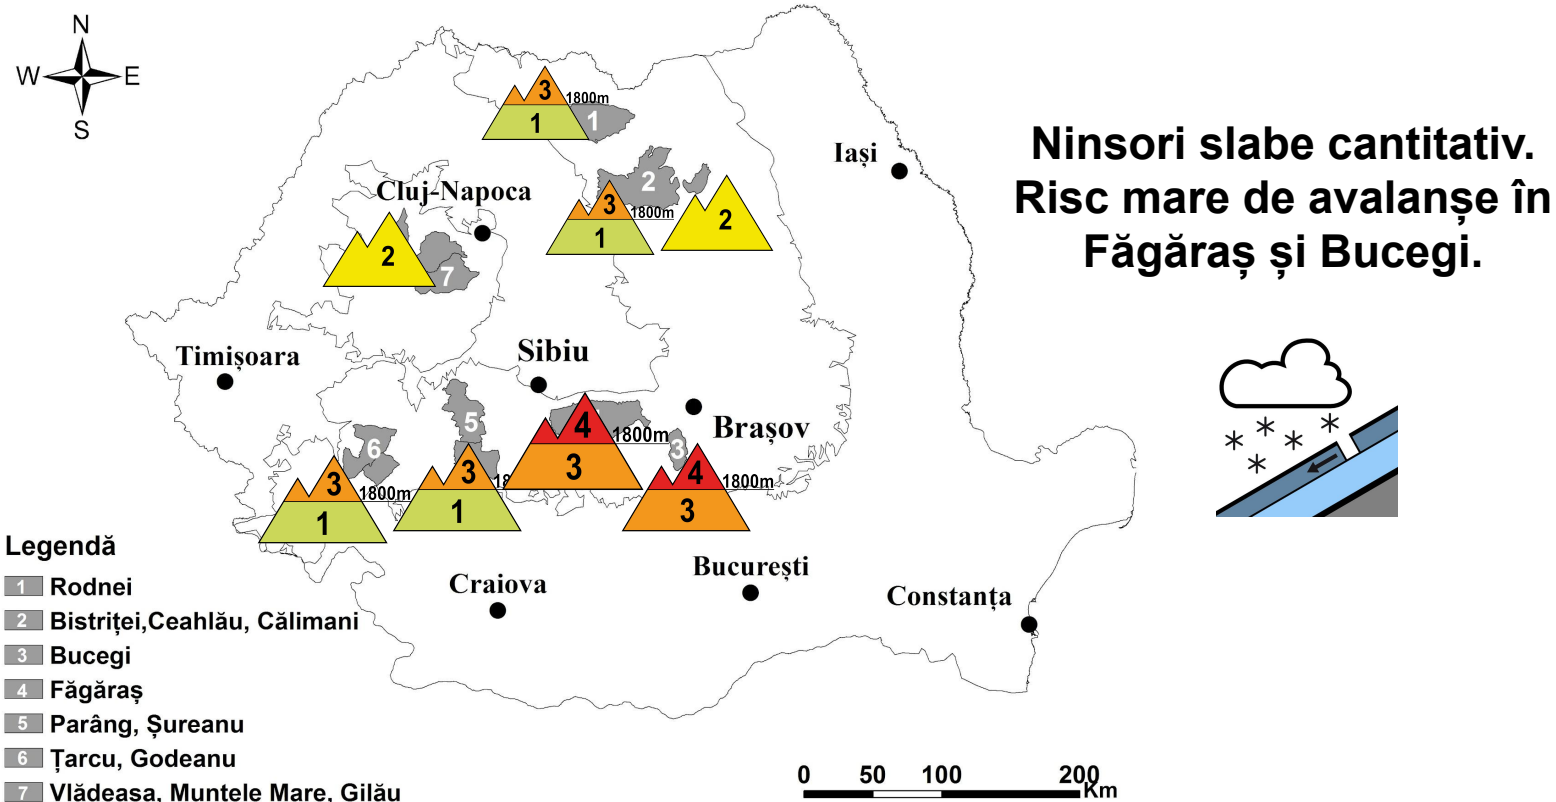 N
W E
S
3
1800m
1
1
Iași
Ninsori slabe cantitativ.
Risc mare de avalanșe în
Făgăraș și Bucegi.
2
3
1800m
1
2
Cluj-Napoca
2
7
Timișoara
Sibiu
5
6
4
1800m
3
Brașov
3
3
1800m
1
3
18
1
4
1800m
3
Craiova
București
Constanța
Legendă
1 Rodnei
2 Bistriței,Ceahlău, Călimani
3 Bucegi
4 Făgăraș
5 Parâng, Șureanu
6 Țarcu, Godeanu
7 Vlădeasa, Muntele Mare, Gilău
0 50 100 200
Km